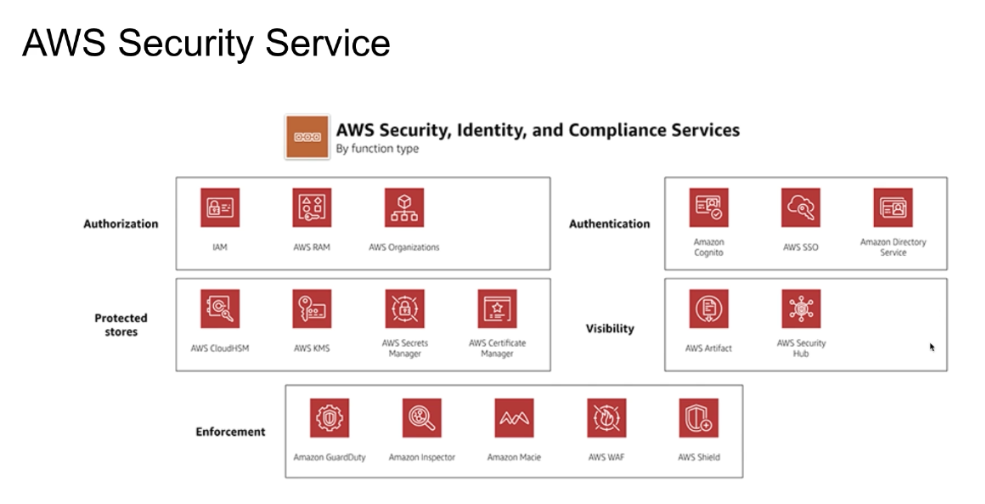 AWS Security Service
AWS Security, Identity, and Compliance Services
By function type
Authorization
IAM
AWS RAM
AWS Organizations
Authentication
Amazon
Cognito
AWS SSO
Amazon Directory
Service
Protected
stores
AWS CloudHSM
AWS KMS
AWS Secrets
Manager
AWS Certificate
Manager
Visibility
AWS Artifact
AWS Security
Hub
Enforcement
Amazon GuardDuty
Amazon Inspector
Amazon Macie
AWS WAF
AWS Shield